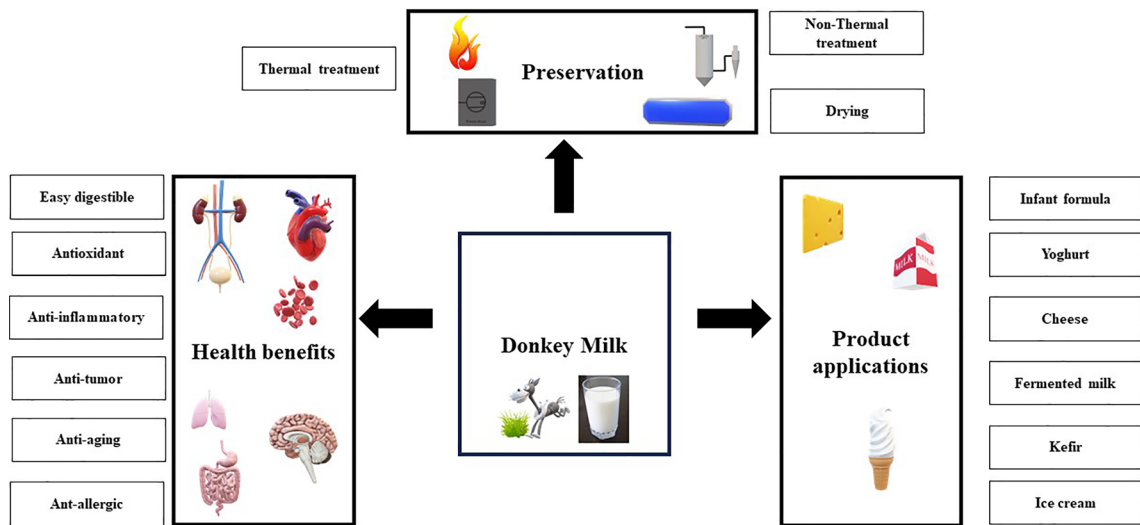 Thermal treatment
Preservation
Non-Thermal
treatment
Drying
Easy digestible
Antioxidant
Anti-inflammatory
Anti-tumor
Anti-aging
Ant-allergic
Health benefits
Donkey Milk
MILK
MILK
Product
applications
Infant formula
Yoghurt
Cheese
Fermented milk
Kefir
Ice cream